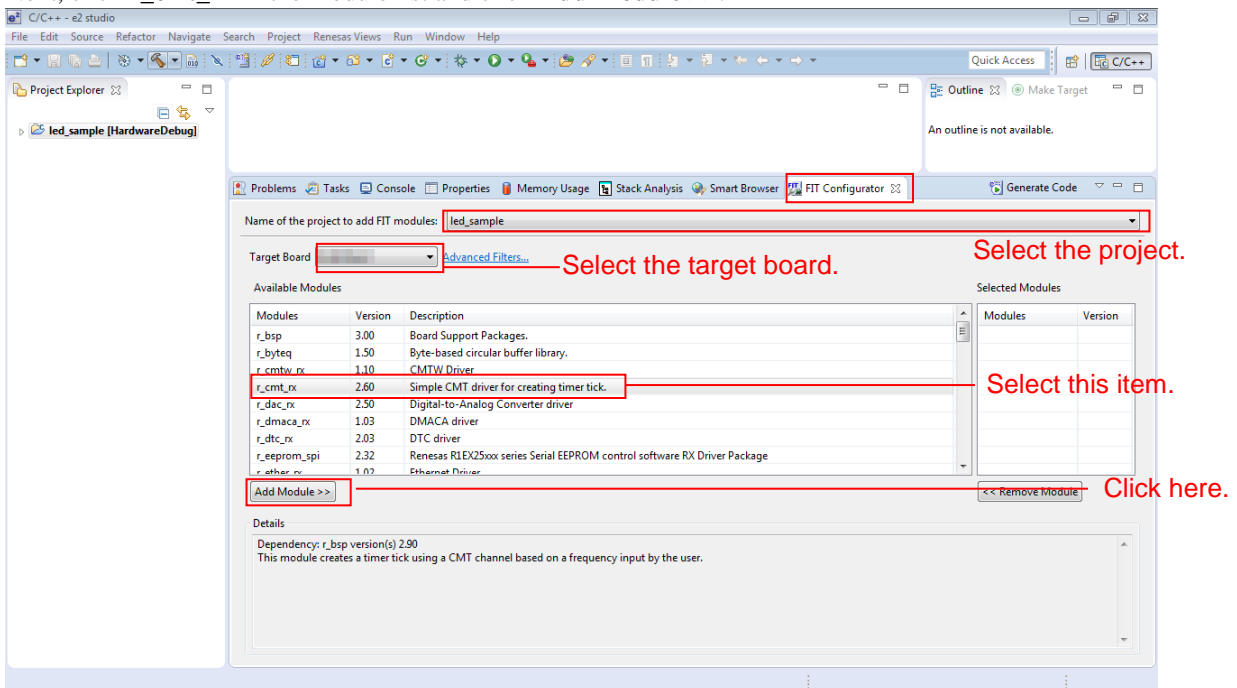 C/C++ - e2 studio
File Edit Source Refactor Navigate Search Project Renesas Views Run Window Help
Quick Access C/C++
Project Explorer
led_sample [HardwareDebug]
Outline Make Target
An outline is not available.
Problems Tasks Console Properties Memory Usage Stack Analysis Smart Browser FIT Configurator Generate Code
Name of the project to add FIT modules: led_sample
Select the project.
Target Board Advanced Filters...
Select the target board.
Available Modules Selected Modules
Modules Version Description Modules Version
r_bsp 3.00 Board Support Packages.
r_byteq 1.50 Byte-based circular buffer library.
r_cmtw_rx 1.10 CMTW Driver
r_cmt_rx 2.60 Simple CMT driver for creating timer tick.
Select this item.
r_dac_rx 2.50 Digital-to-Analog Converter driver
r_dmaca_rx 1.03 DMACA driver
r_dtc_rx 2.03 DTC driver
r_eeprom_spi 2.32 Renesas R1EX25xxx series Serial EEPROM control software RX Driver Package
r_ether_rx 1.02 Ethernet Driver
Add Module >> << Remove Module
Click here.
Details
Dependency: r_bsp version(s) 2.90
This module creates a timer tick using a CMT channel based on a frequency input by the user.